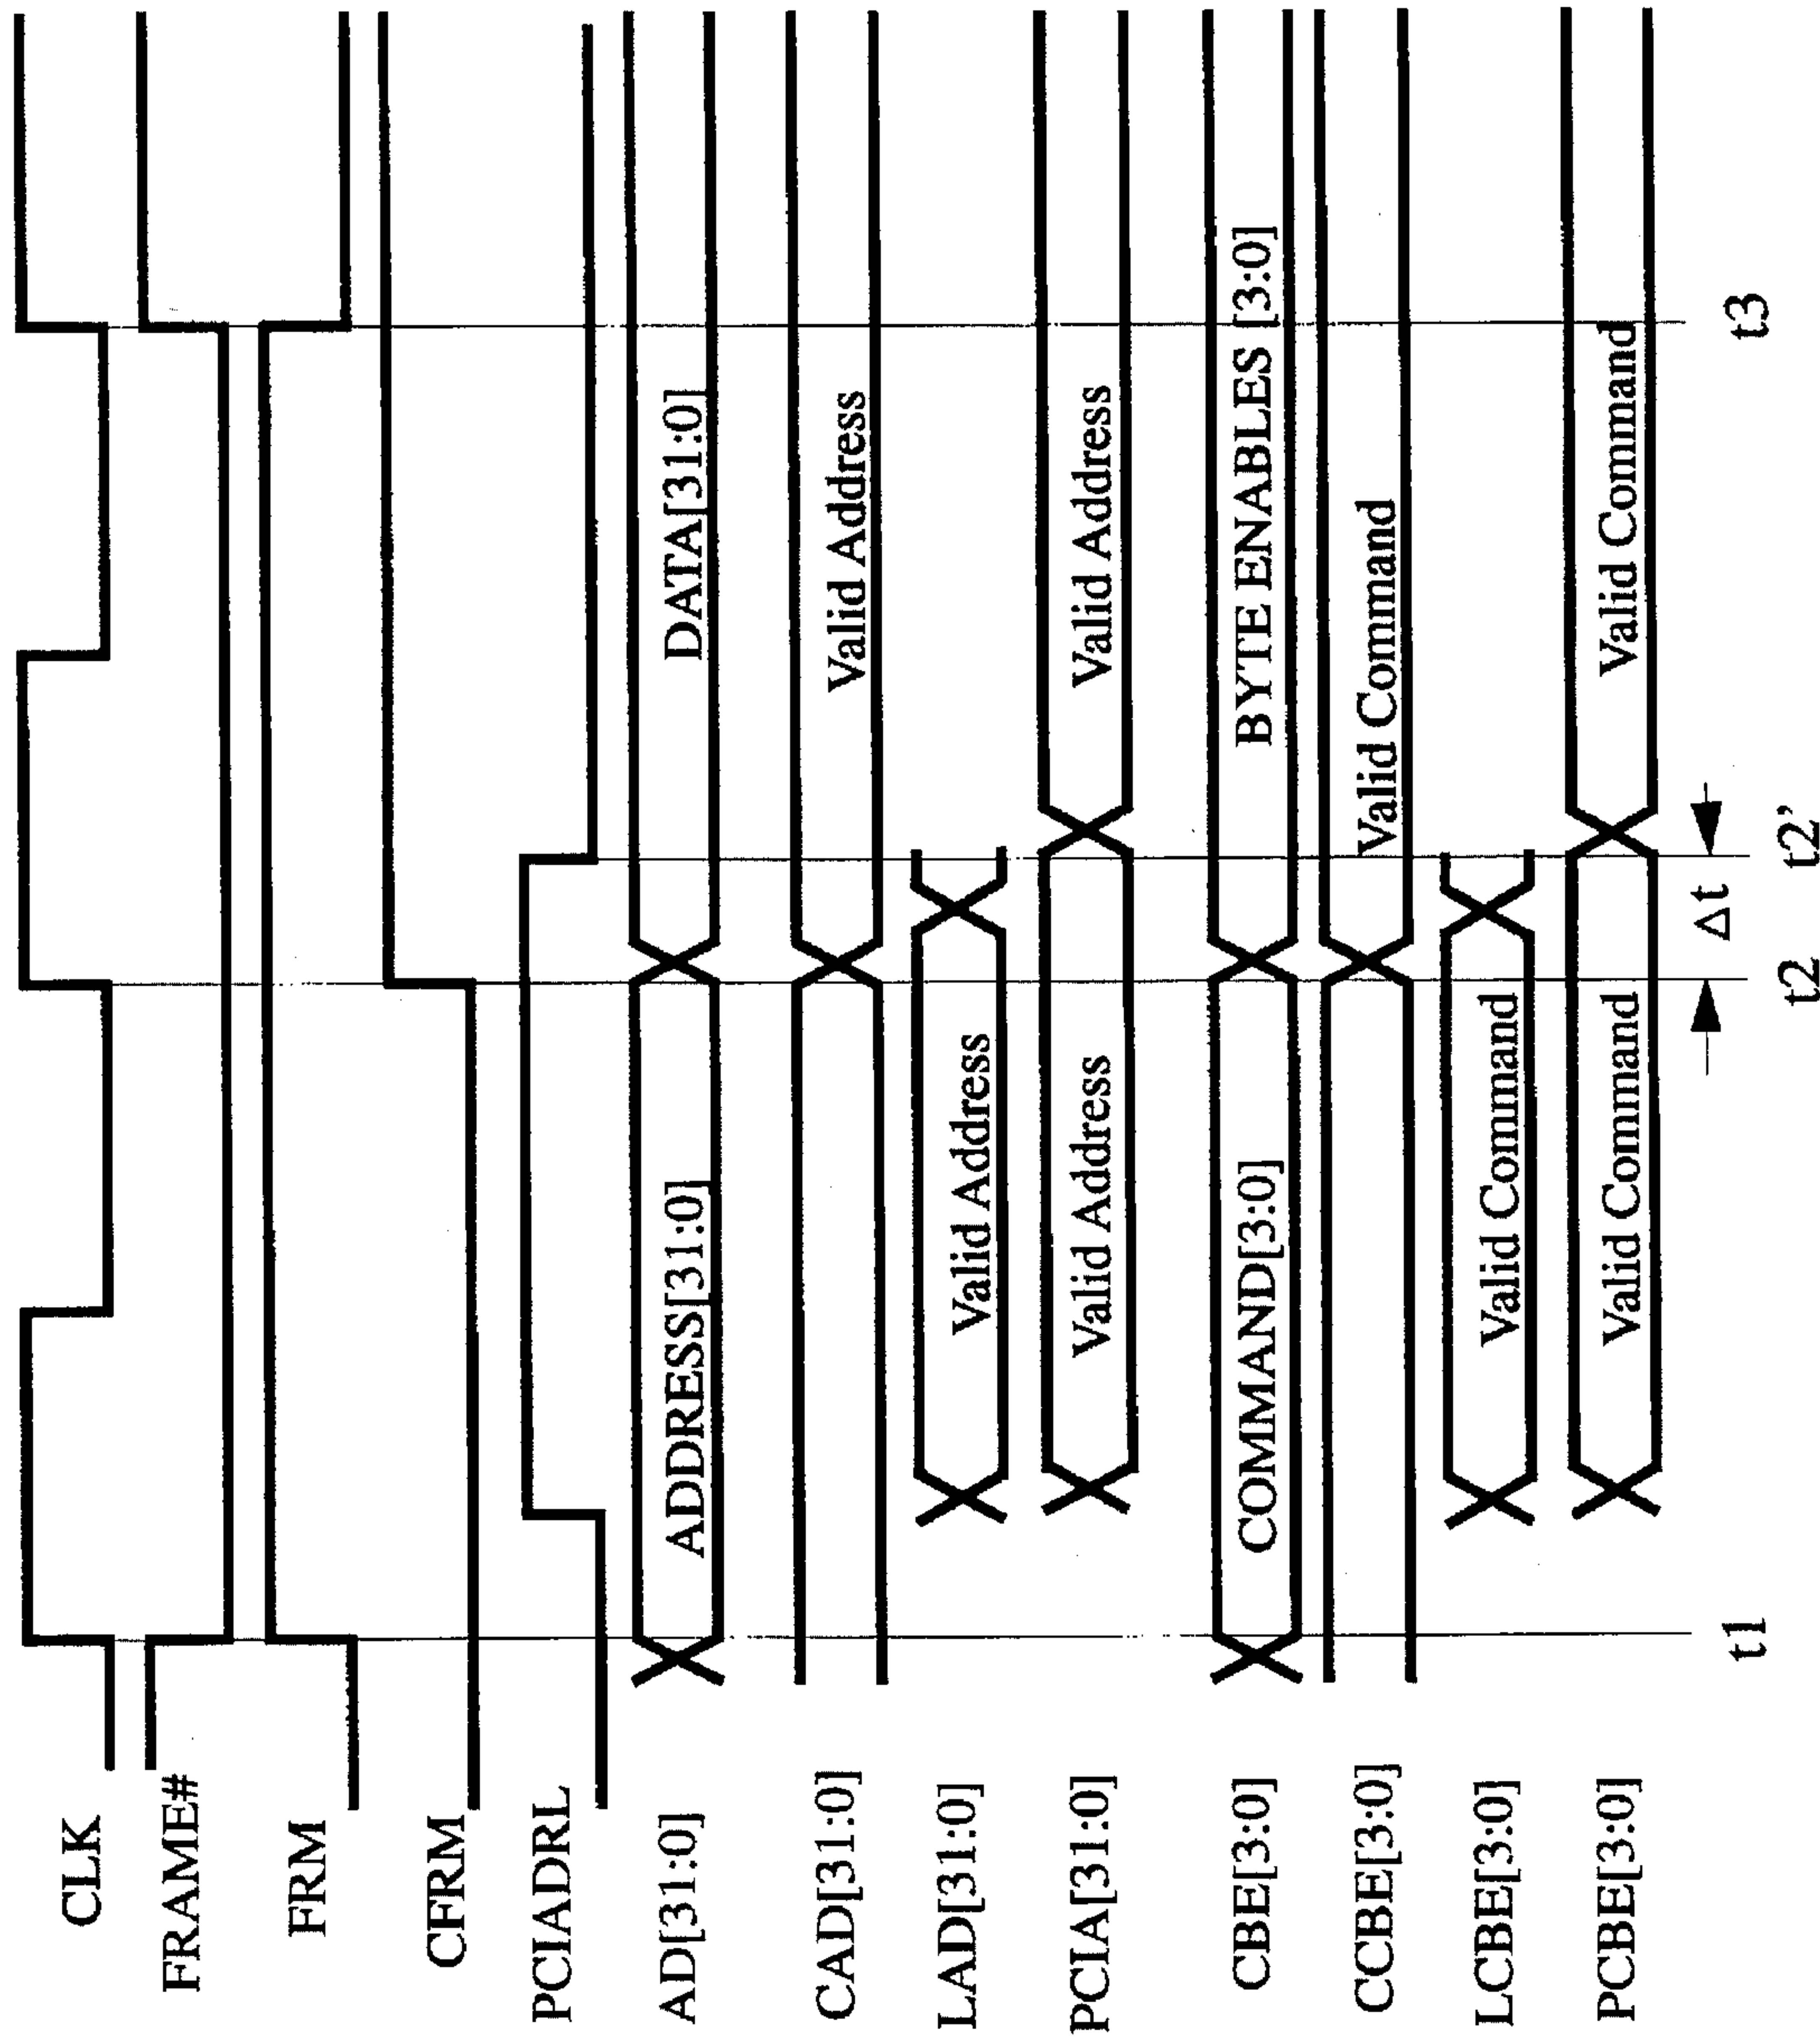 CLK
FRAME#
FRM
CFRM
PCIADRL
AD[31:0] ADDRESS[31:0] DATA[31:0]
CAD[31:0] Valid Address
LAD[31:0] Valid Address
PCIA[31:0] Valid Address Valid Address
CBE[3:0] COMMAND[3:0] BYTE ENABLES [3:0]
CCBE[3:0] Valid Command
LCBE[3:0] Valid Command
PCBE[3:0] Valid Command Valid Command
Δt
t1 t2 t2' t3